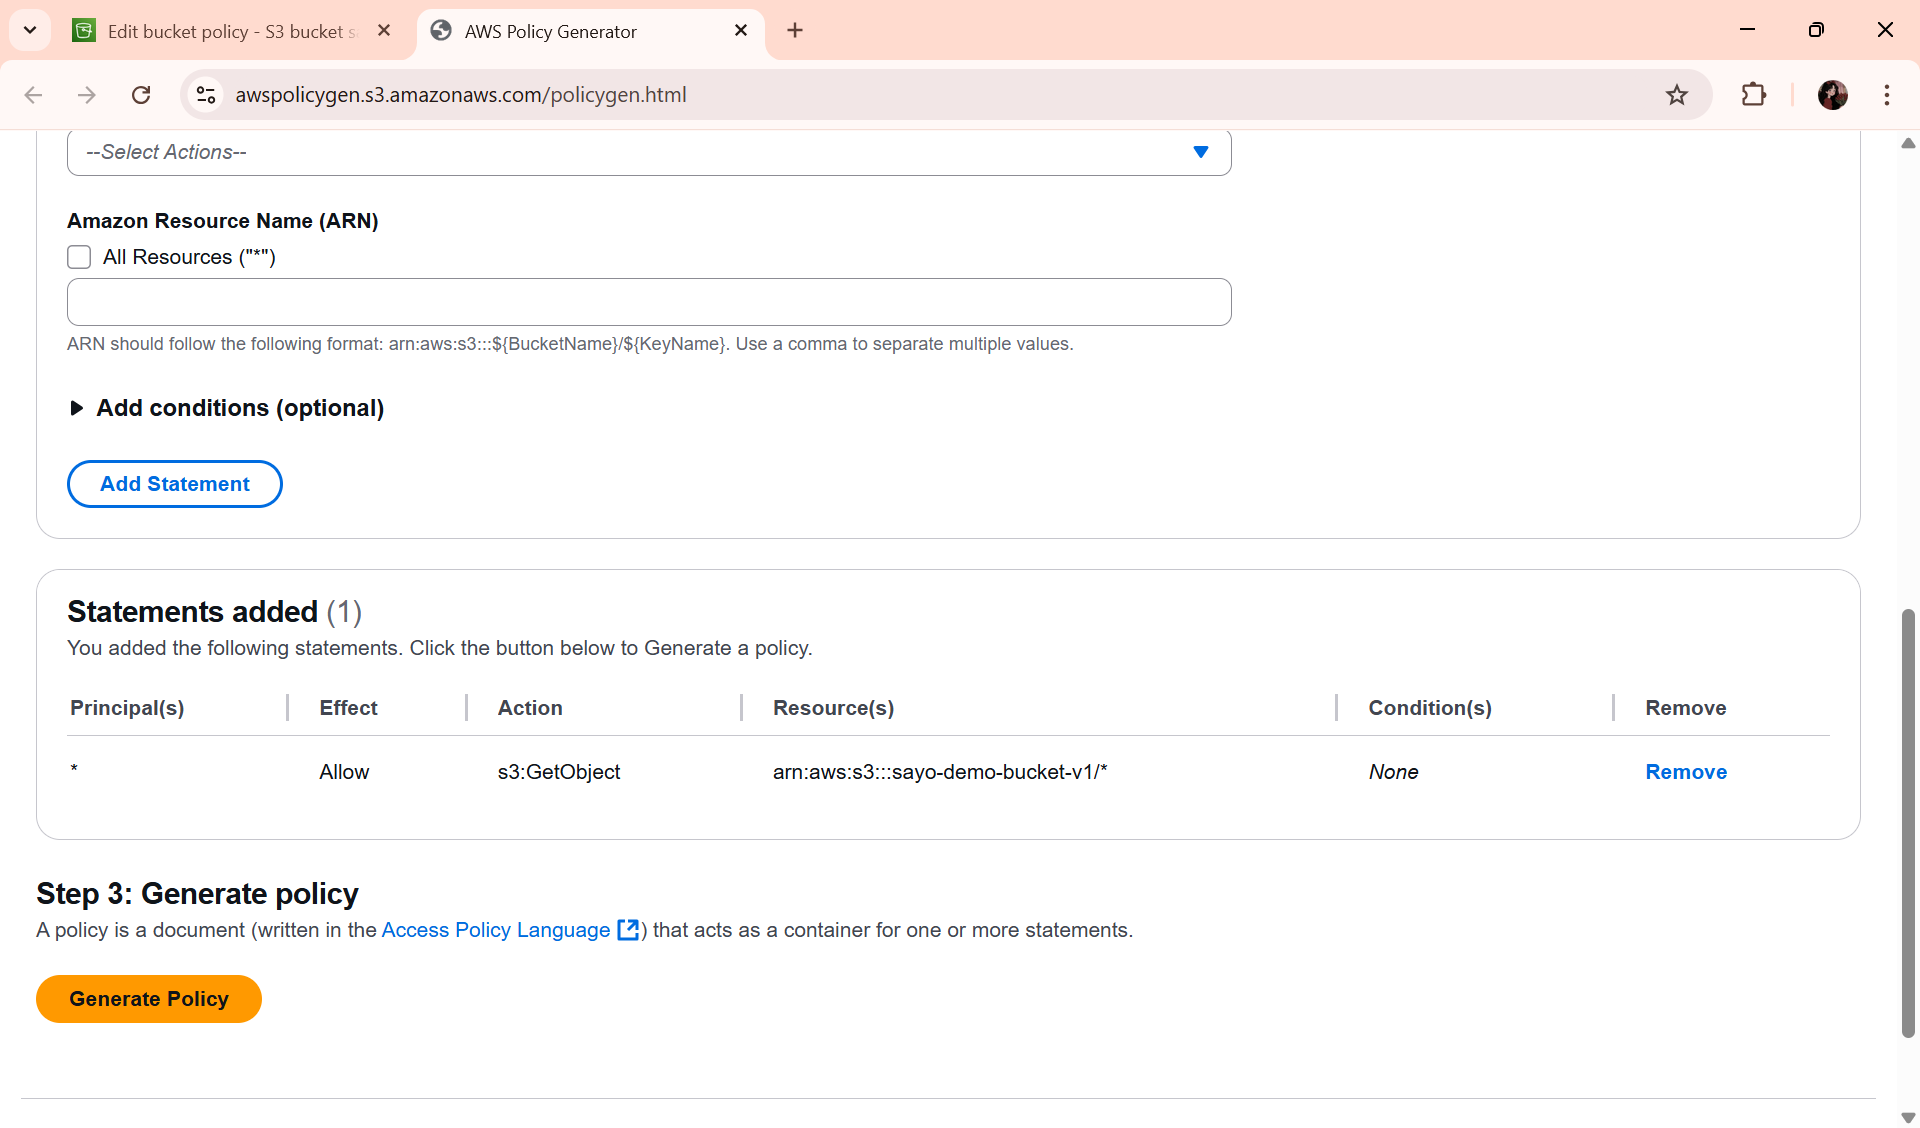 Edit bucket policy - S3 bucket s
AWS Policy Generator
awspolicygen.s3.amazonaws.com/policygen.html
--Select Actions--
Amazon Resource Name (ARN)
All Resources ("*")
ARN should follow the following format: arn:aws:s3:::${BucketName}/${KeyName}. Use a comma to separate multiple values.
Add conditions (optional)
Add Statement
Statements added (1)
You added the following statements. Click the button below to Generate a policy.
Principal(s) Effect Action Resource(s) Condition(s) Remove
* Allow s3:GetObject arn:aws:s3:::sayo-demo-bucket-v1/* None Remove
Step 3: Generate policy
A policy is a document (written in the Access Policy Language ) that acts as a container for one or more statements.
Generate Policy